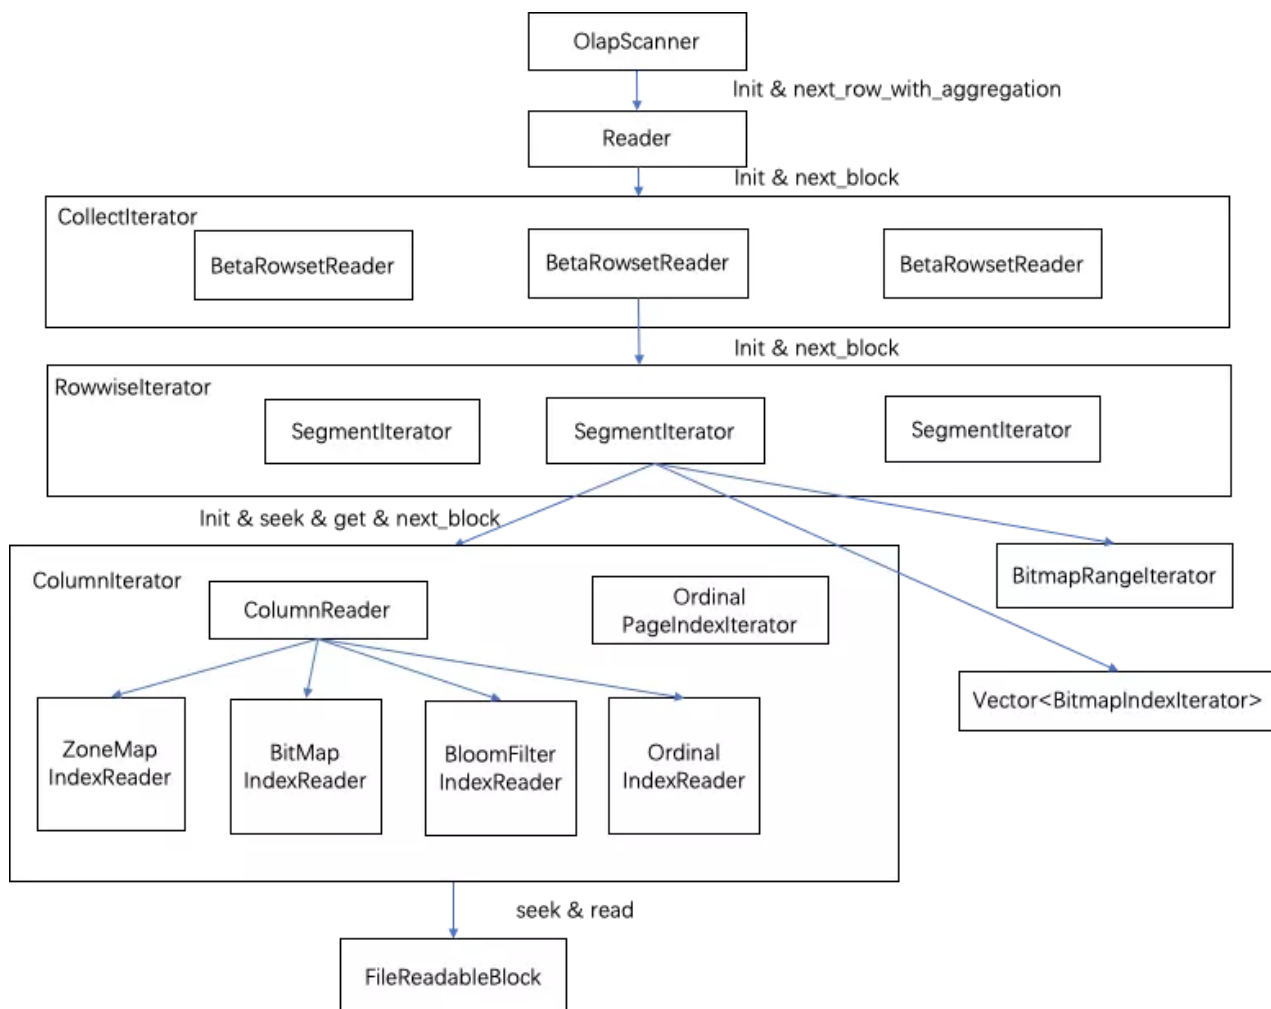 OlapScanner
Init & next_row_with_aggregation
Reader
Init & next_block
CollectIterator
BetaRowsetReader
BetaRowsetReader
BetaRowsetReader
Init & next_block
RowwiseIterator
SegmentIterator
SegmentIterator
SegmentIterator
Init & seek & get & next_block
ColumnIterator
ColumnReader
Ordinal
PageIndexIterator
BitmapRangeIterator
Vector<BitmapIndexIterator>
ZoneMap
IndexReader
BitMap
IndexReader
BloomFilter
IndexReader
Ordinal
IndexReader
seek & read
FileReadableBlock